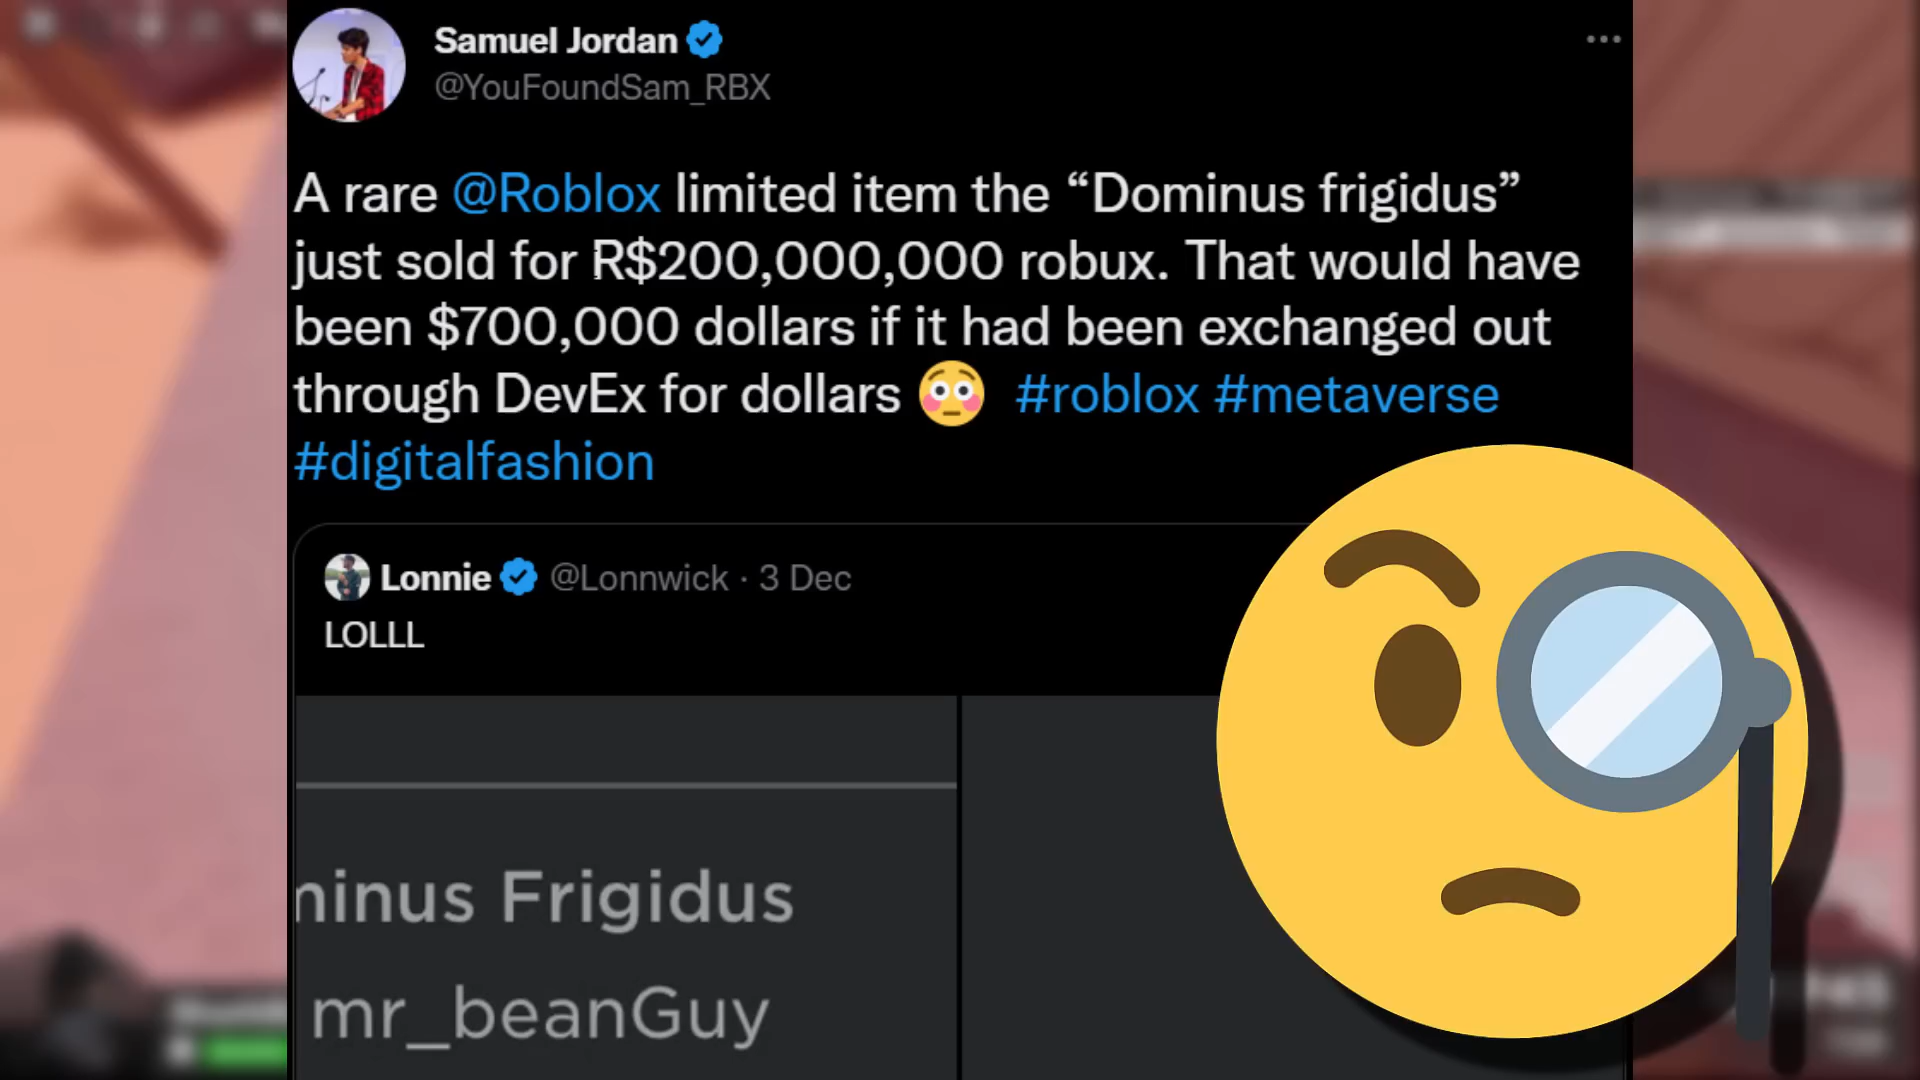 Samuel Jordan
@YouFoundSam_RBX
A rare @Roblox limited item the “Dominus frigidus”
just sold for R$200,000,000 robux. That would have
been $700,000 dollars if it had been exchanged out
through DevEx for dollars 😳 #roblox #metaverse
#digitalfashion
Lonnie @Lonnwick · 3 Dec
LOLLL
minus Frigidus
mr_beanGuy